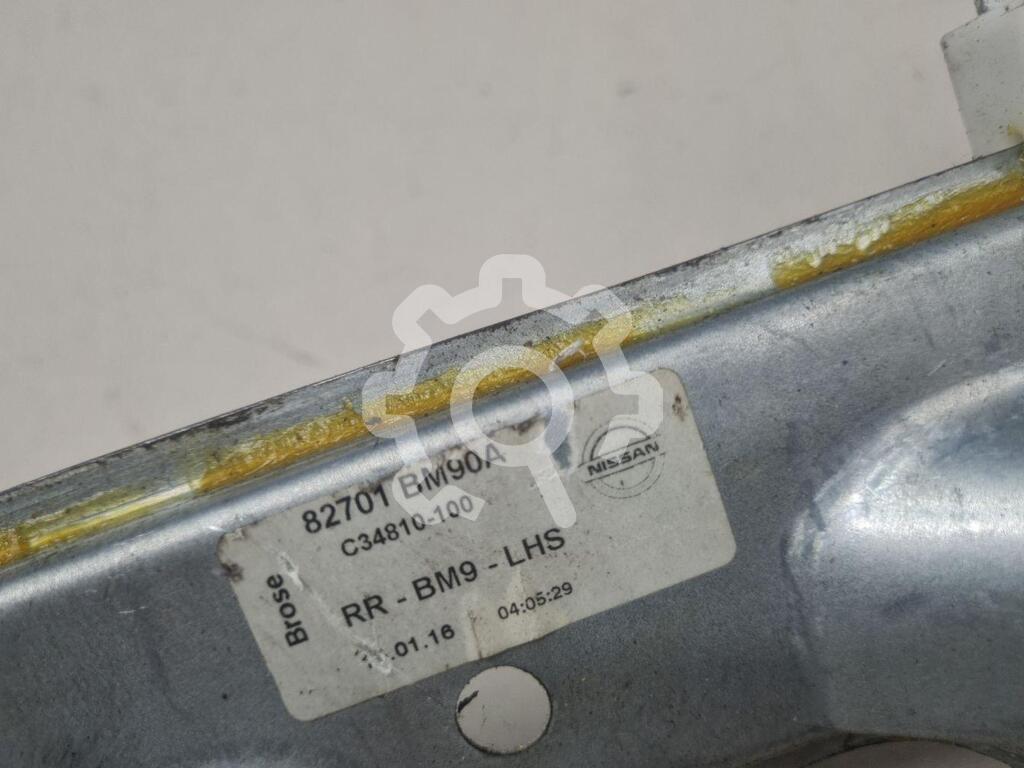 82701 BM90A
C34810-100
NISSAN
Brose
RR - BM9 - LHS
.01.16 04:05:29